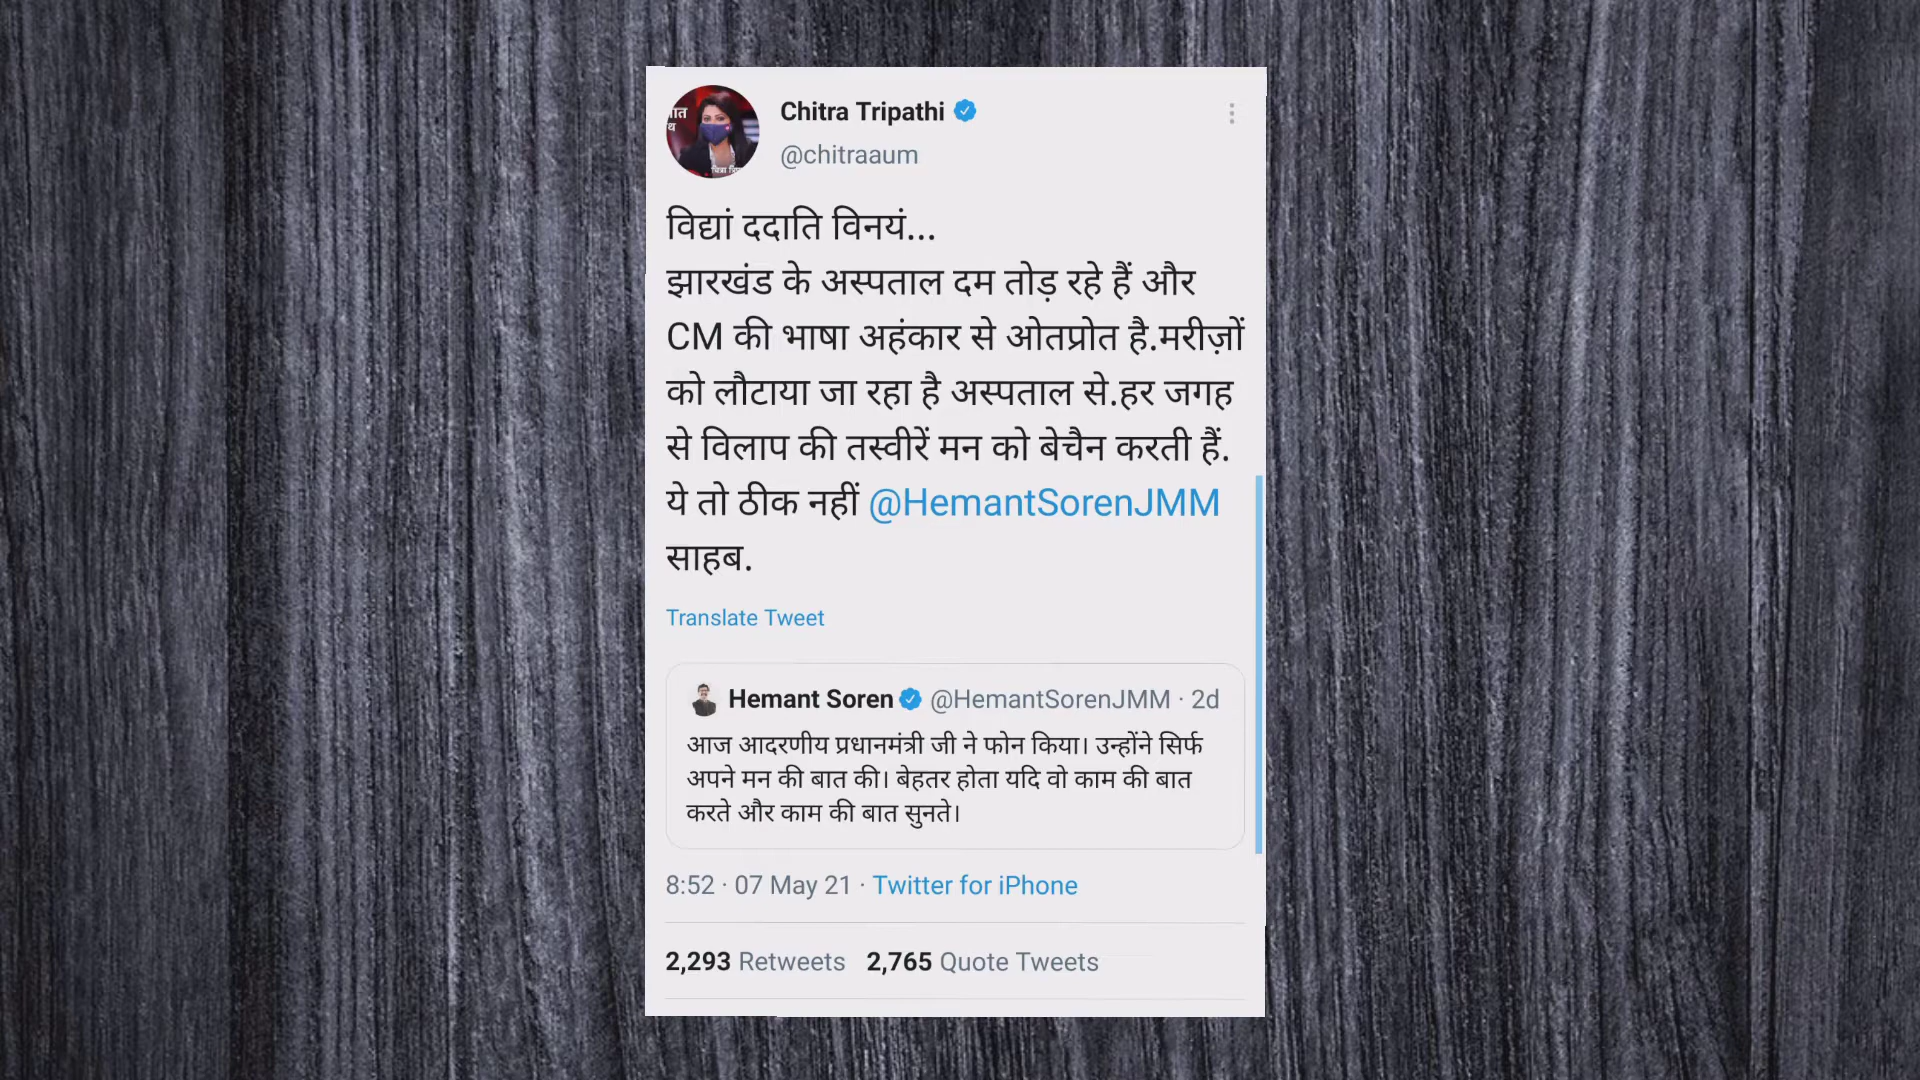 Chitra Tripathi
@chitraaum
विद्यां ददाति विनयं...
झारखंड के अस्पताल दम तोड़ रहे हैं और
CM की भाषा अहंकार से ओतप्रोत है.मरीज़ों
को लौटाया जा रहा है अस्पताल से.हर जगह
से विलाप की तस्वीरें मन को बेचैन करती हैं.
ये तो ठीक नहीं @HemantSorenJMM
साहब.
Translate Tweet
Hemant Soren @HemantSorenJMM · 2d
आज आदरणीय प्रधानमंत्री जी ने फोन किया। उन्होंने सिर्फ
अपने मन की बात की। बेहतर होता यदि वो काम की बात
करते और काम की बात सुनते।
8:52 · 07 May 21 · Twitter for iPhone
2,293 Retweets 2,765 Quote Tweets